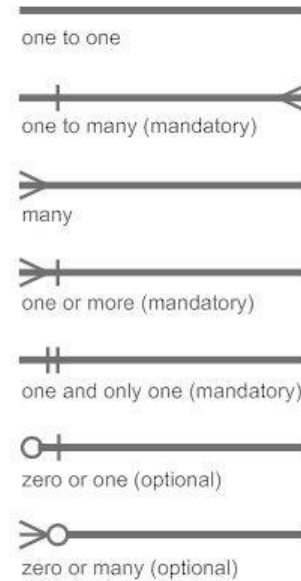 one to one
one to many (mandatory)
many
one or more (mandatory)
one and only one (mandatory)
zero or one (optional)
zero or many (optional)